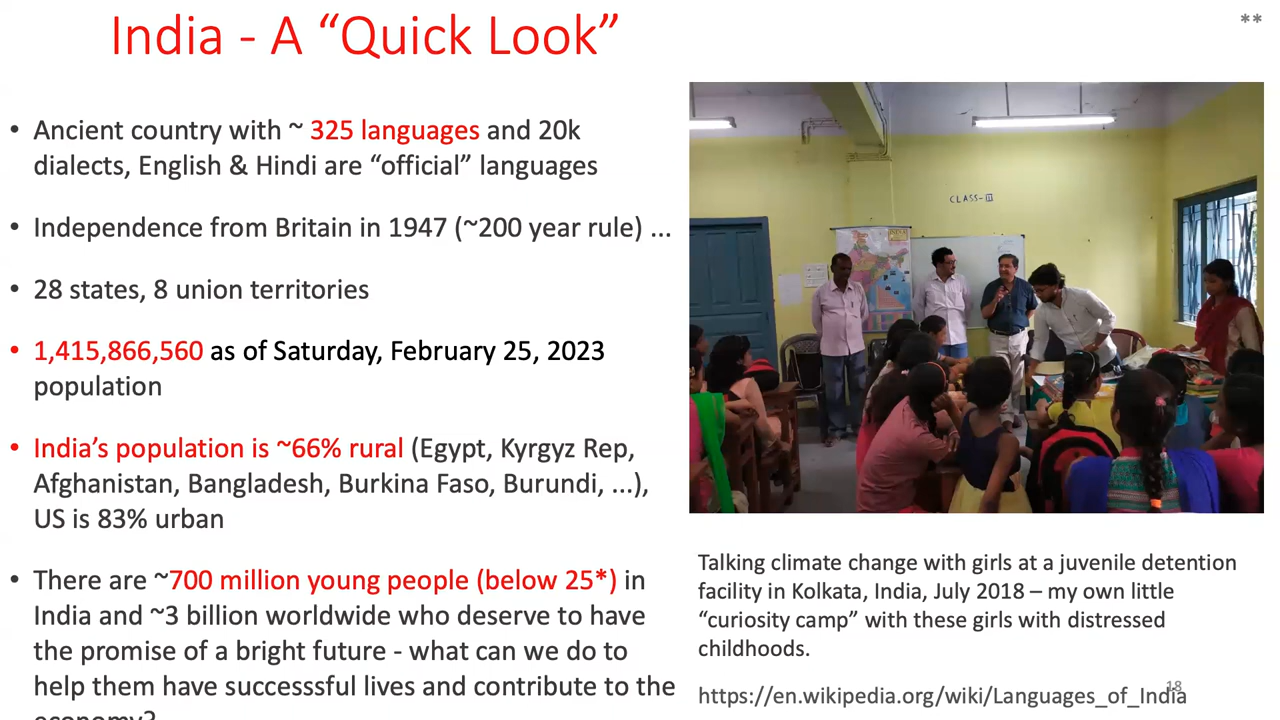 India - A “Quick Look”
**
• Ancient country with ~ 325 languages and 20k
dialects, English & Hindi are “official” languages
• Independence from Britain in 1947 (~200 year rule) ...
• 28 states, 8 union territories
• 1,415,866,560 as of Saturday, February 25, 2023
population
• India’s population is ~66% rural (Egypt, Kyrgyz Rep,
Afghanistan, Bangladesh, Burkina Faso, Burundi, ...),
US is 83% urban
• There are ~700 million young people (below 25*) in
India and ~3 billion worldwide who deserve to have
the promise of a bright future - what can we do to
help them have successsful lives and contribute to the
economy?
CLASS-III
Talking climate change with girls at a juvenile detention
facility in Kolkata, India, July 2018 – my own little
“curiosity camp” with these girls with distressed
childhoods.
https://en.wikipedia.org/wiki/Languages_of_India
18